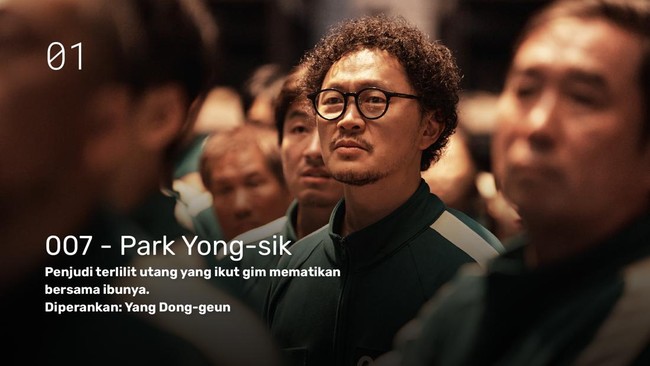 01
007 - Park Yong-sik
Penjudi terlilit utang yang ikut gim mematikan
bersama ibunya.
Diperankan: Yang Dong-geun